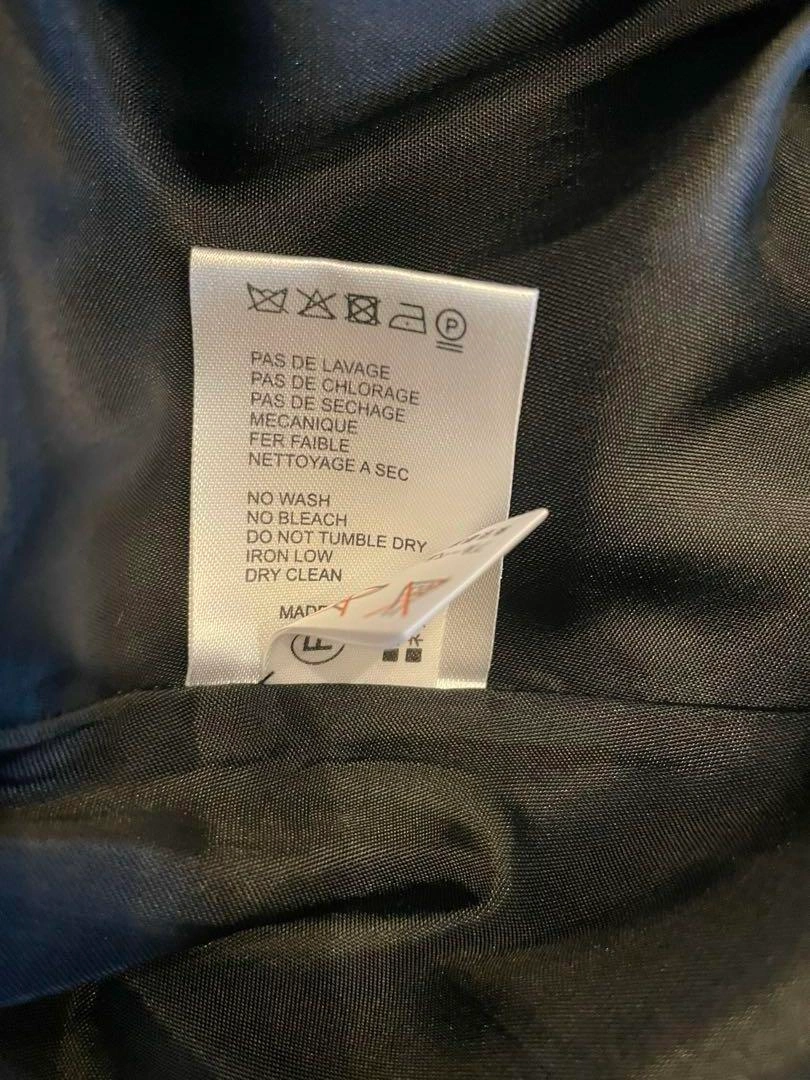 P
PAS DE LAVAGE
PAS DE CHLORAGE
PAS DE SECHAGE
MECANIQUE
FER FAIBLE
NETTOYAGE A SEC
NO WASH
NO BLEACH
DO NOT TUMBLE DRY
IRON LOW
DRY CLEAN